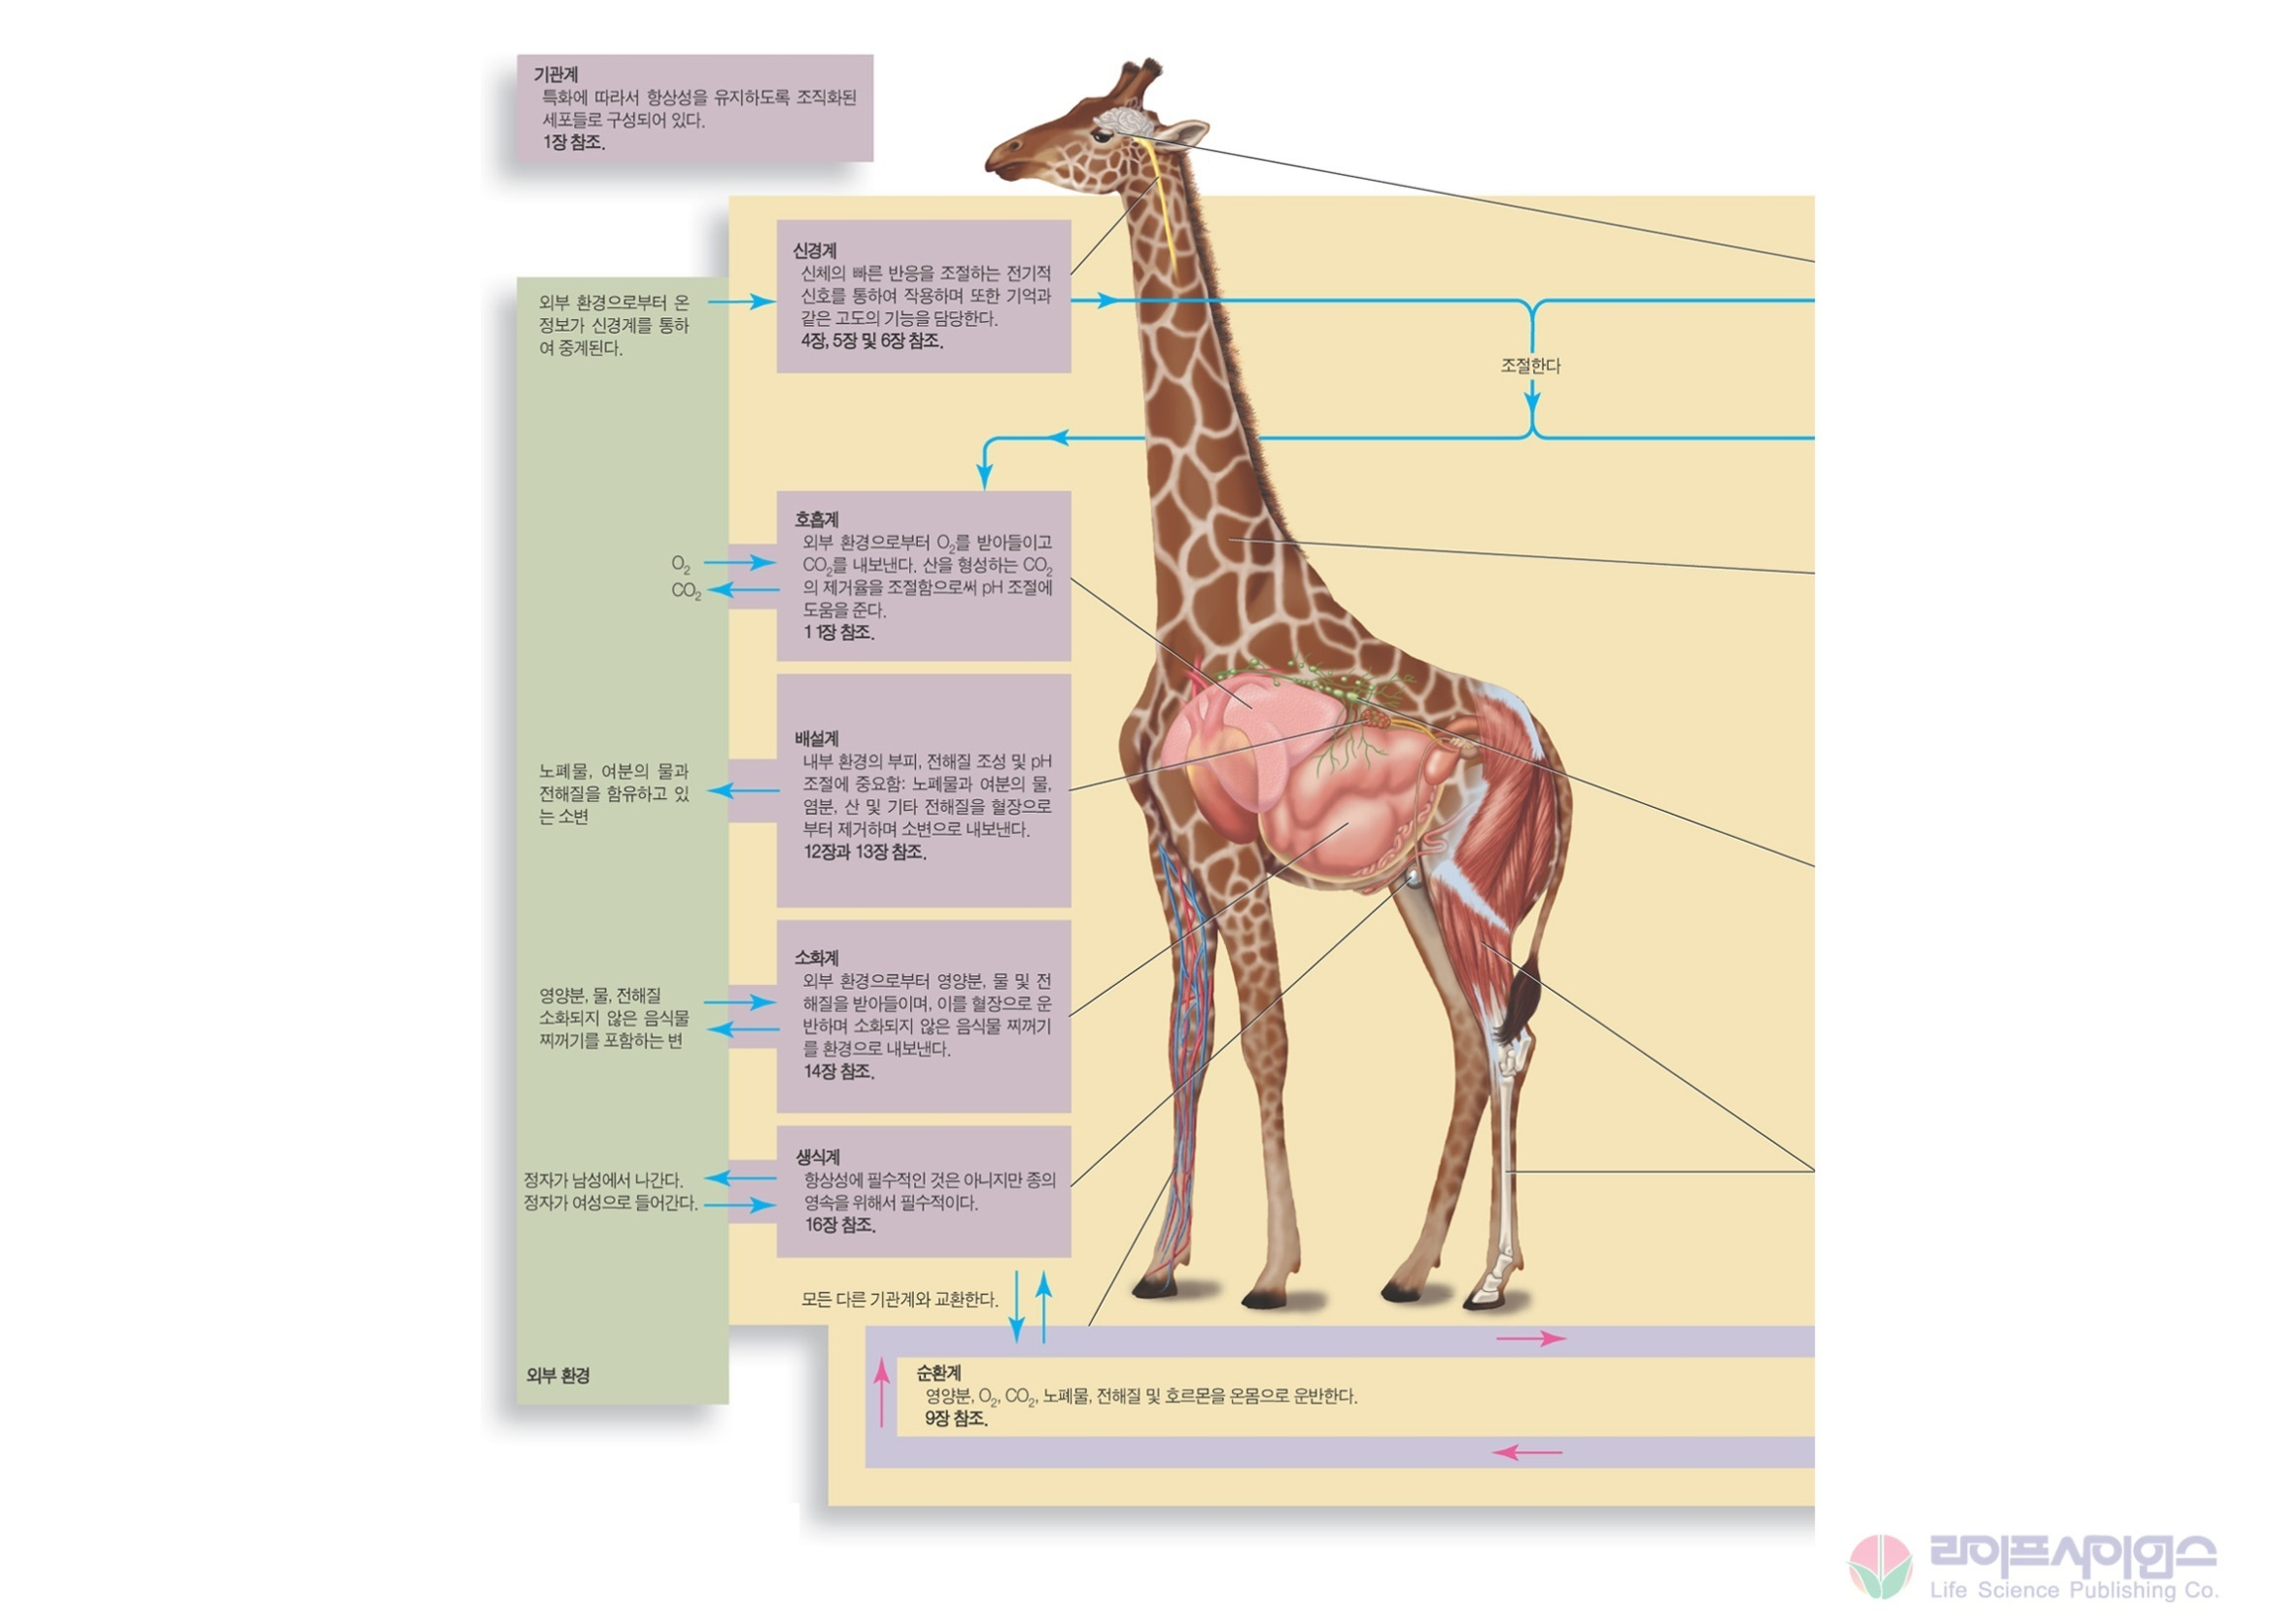 기관계
특화에 따라서 항상성을 유지하도록 조직화된
세포들로 구성되어 있다.
1장 참조.
신경계
신체의 빠른 반응을 조절하는 전기적
신호를 통하여 작용하며 또한 기억과
같은 고도의 기능을 담당한다.
4장, 5장 및 6장 참조.
외부 환경으로부터 온
정보가 신경계를 통하
여 중계된다.
조절한다
호흡계
외부 환경으로부터 O₂를 받아들이고
CO₂를 내보낸다. 산을 형성하는 CO₂
의 제거율을 조절함으로써 pH 조절에
도움을 준다.
11장 참조.
O₂
CO₂
배설계
내부 환경의 부피, 전해질 조성 및 pH
조절에 중요함: 노폐물과 여분의 물,
염분, 산 및 기타 전해질을 혈장으로
부터 제거하며 소변으로 내보낸다.
12장과 13장 참조.
노폐물, 여분의 물과
전해질을 함유하고 있
는 소변
소화계
외부 환경으로부터 영양분, 물 및 전
해질을 받아들이며, 이를 혈장으로 운
반하며 소화되지 않은 음식물 찌꺼기
를 환경으로 내보낸다.
14장 참조.
영양분, 물, 전해질
소화되지 않은 음식물
찌꺼기를 포함하는 변
생식계
항상성에 필수적인 것은 아니지만 종의
영속을 위해서 필수적이다.
16장 참조.
정자가 남성에서 나간다.
정자가 여성으로 들어간다.
모든 다른 기관계와 교환한다.
외부 환경
순환계
영양분, O₂, CO₂, 노폐물, 전해질 및 호르몬을 온몸으로 운반한다.
9장 참조.
라이프사이언스
Life Science Publishing Co.